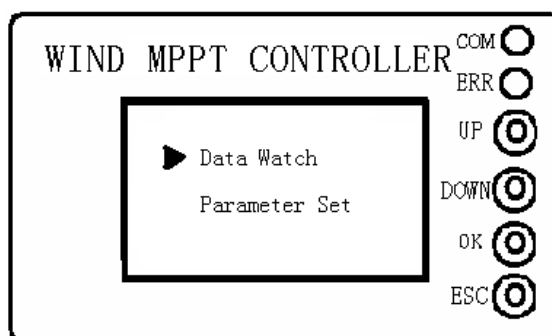 WIND MPPT CONTROLLER
COM
ERR
UP
Data Watch
Parameter Set
DOWN
OK
ESC